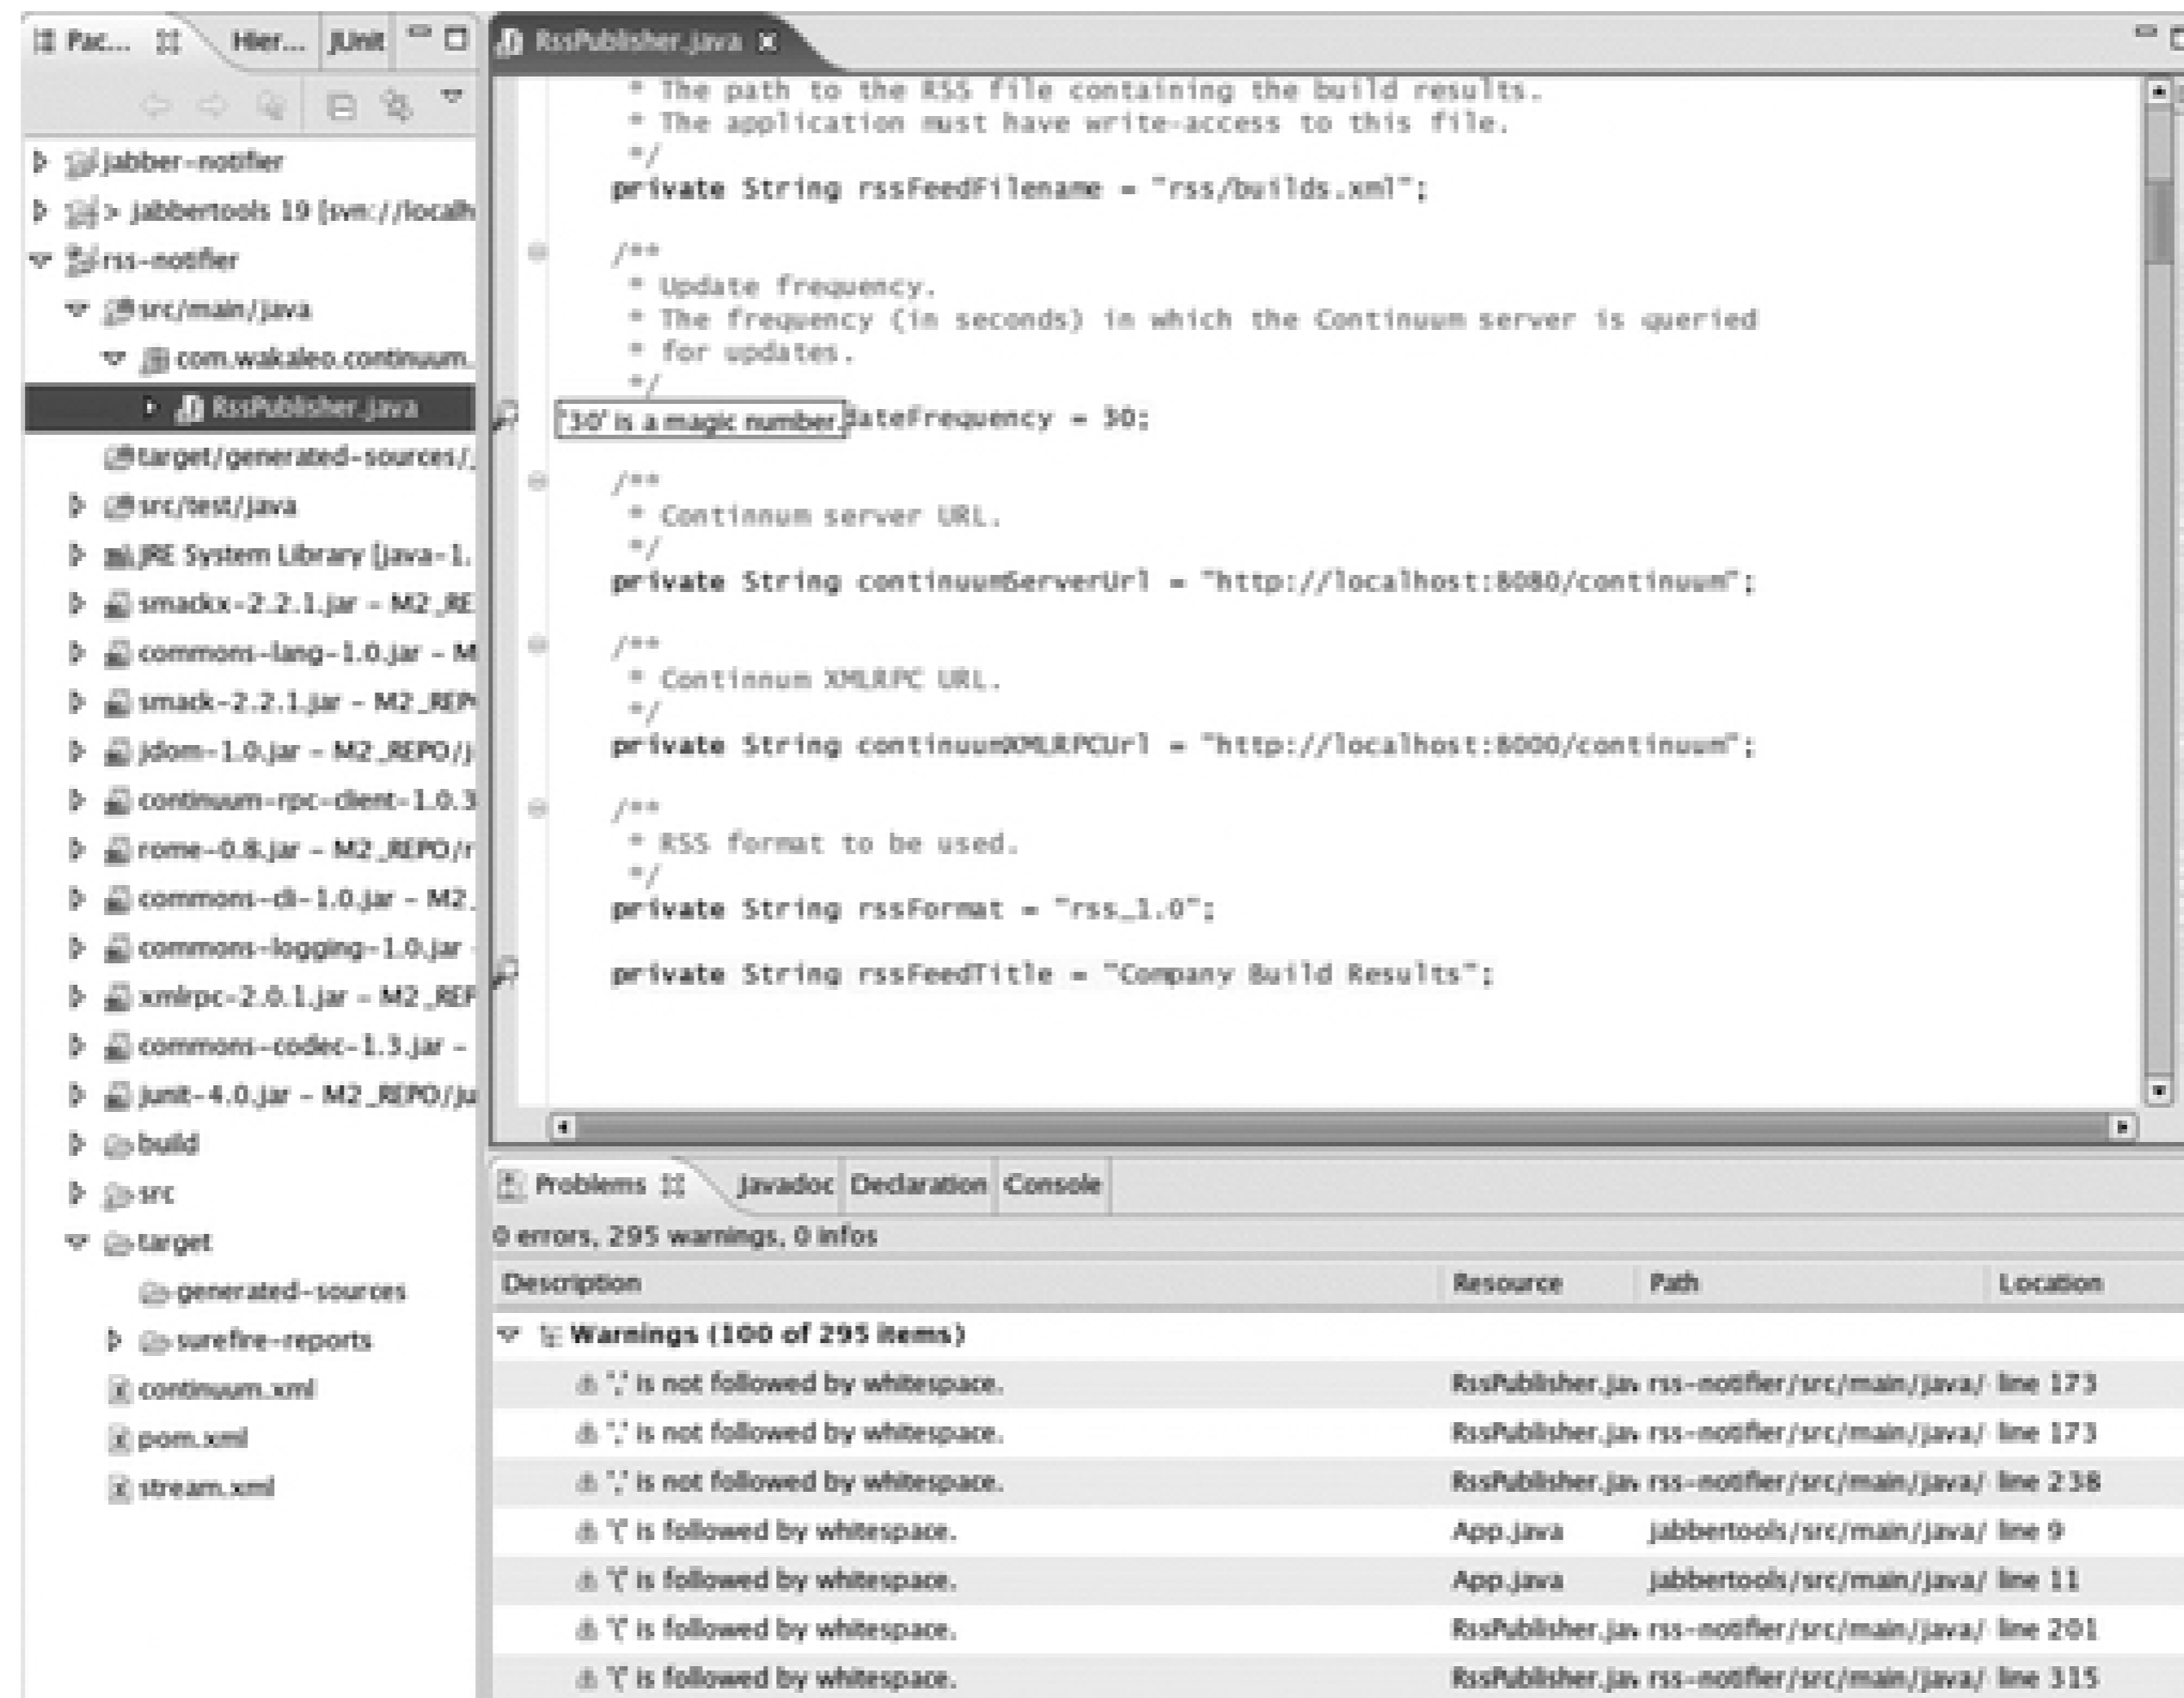 Pac...
Hier...
JUnit
jabber-notifier
> jabbertools 19 [svn://localh
rss-notifier
src/main/java
com.wakaleo.continuum.
RssPublisher.java
target/generated-sources/
src/test/java
JRE System Library [java-1.
smackx-2.2.1.jar - M2_RE
commons-lang-1.0.jar - M
smack-2.2.1.jar - M2_REP
jdom-1.0.jar - M2_REPO/j
continuum-rpc-client-1.0.3
rome-0.8.jar - M2_REPO/r
commons-cli-1.0.jar - M2_
commons-logging-1.0.jar -
xmlrpc-2.0.1.jar - M2_REP
commons-codec-1.3.jar -
junit-4.0.jar - M2_REPO/ju
build
src
target
generated-sources
surefire-reports
continuum.xml
pom.xml
stream.xml
RssPublisher.java
* The path to the RSS file containing the build results.
* The application must have write-access to this file.
*/
private String rssFeedFilename = "rss/builds.xml";
/**
* Update frequency.
* The frequency (in seconds) in which the Continuum server is queried
* for updates.
*/
'30' is a magic number.dateFrequency = 30;
/**
* Continnum server URL.
*/
private String continuumServerUrl = "http://localhost:8080/continuum";
/**
* Continnum XMLRPC URL.
*/
private String continuumXMLRPCUrl = "http://localhost:8000/continuum";
/**
* RSS format to be used.
*/
private String rssFormat = "rss_1.0";
private String rssFeedTitle = "Company Build Results";
Problems
Javadoc
Declaration
Console
0 errors, 295 warnings, 0 infos
Description Resource Path Location
Warnings (100 of 295 items)
',' is not followed by whitespace. RssPublisher.jav rss-notifier/src/main/java/ line 173
',' is not followed by whitespace. RssPublisher.jav rss-notifier/src/main/java/ line 173
',' is not followed by whitespace. RssPublisher.jav rss-notifier/src/main/java/ line 238
'(' is followed by whitespace. App.java jabbertools/src/main/java/ line 9
'(' is followed by whitespace. App.java jabbertools/src/main/java/ line 11
'(' is followed by whitespace. RssPublisher.jav rss-notifier/src/main/java/ line 201
'(' is followed by whitespace. RssPublisher.jav rss-notifier/src/main/java/ line 315